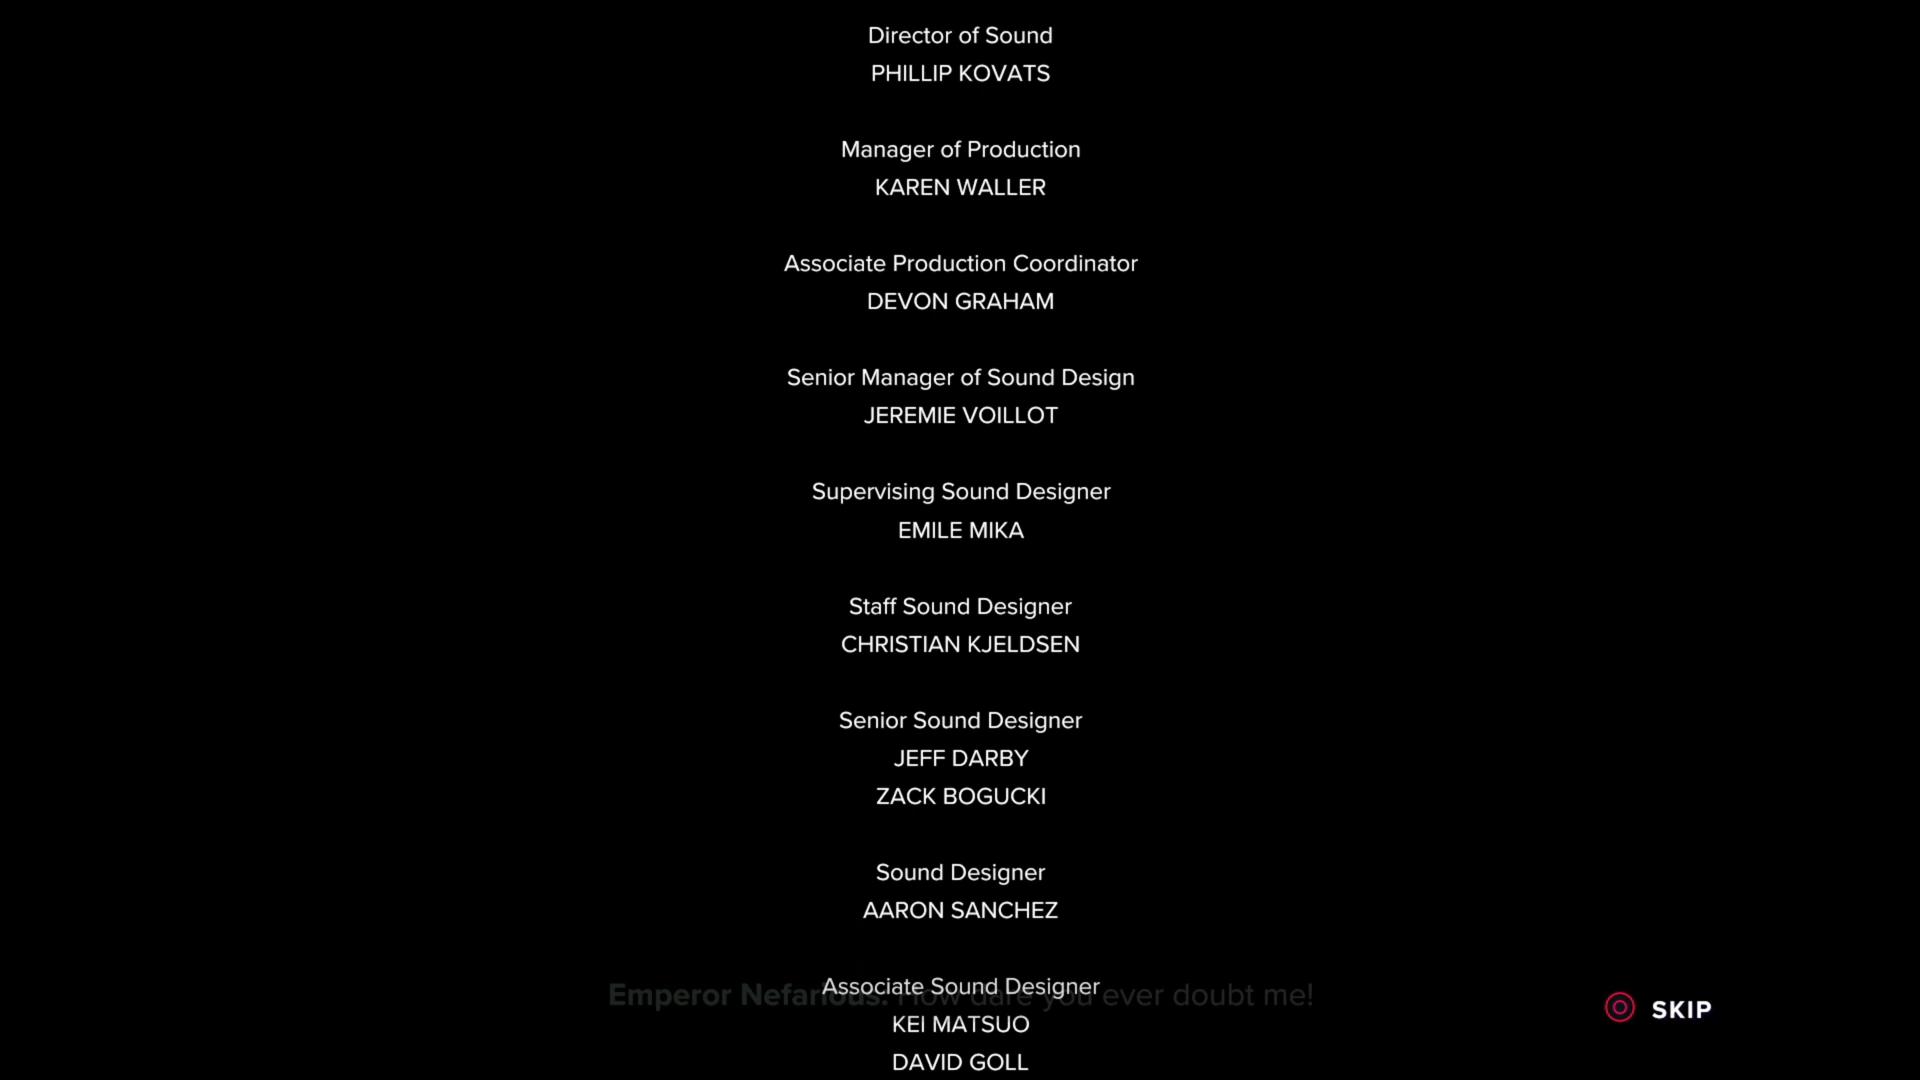 Director of Sound
PHILLIP KOVATS
Manager of Production
KAREN WALLER
Associate Production Coordinator
DEVON GRAHAM
Senior Manager of Sound Design
JEREMIE VOILLOT
Supervising Sound Designer
EMILE MIKA
Staff Sound Designer
CHRISTIAN KJELDSEN
Senior Sound Designer
JEFF DARBY
ZACK BOGUCKI
Sound Designer
AARON SANCHEZ
Associate Sound Designer
Emperor Nefarious: How dare you ever doubt me!
SKIP
KEI MATSUO
DAVID GOLL